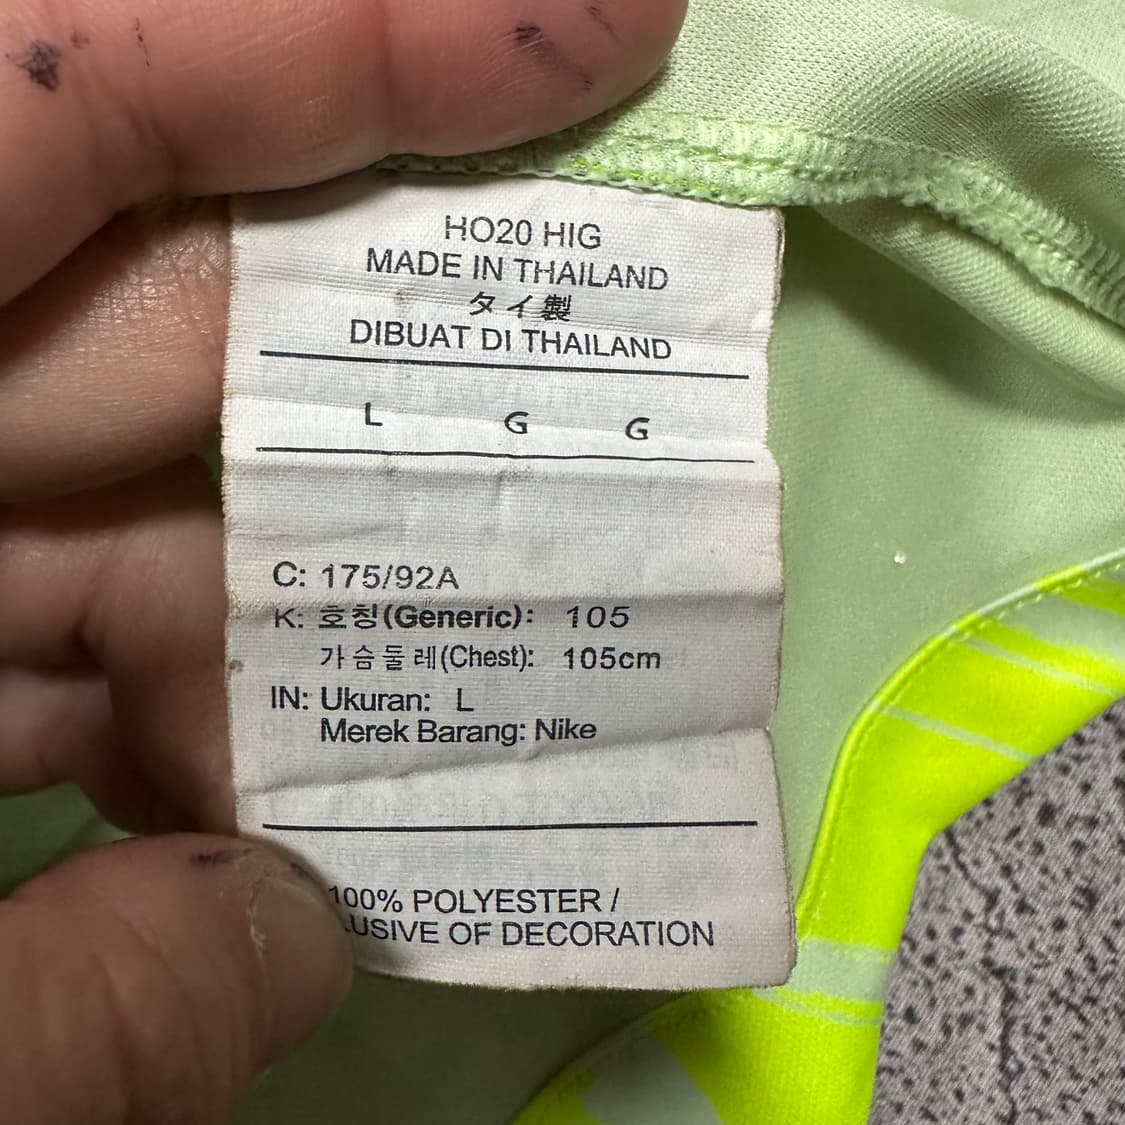 HO20 HIG
MADE IN THAILAND
タイ製
DIBUAT DI THAILAND
L G G
C: 175/92A
K: 호칭(Generic): 105
가슴둘레(Chest): 105cm
IN: Ukuran: L
Merek Barang: Nike
100% POLYESTER /
USIVE OF DECORATION